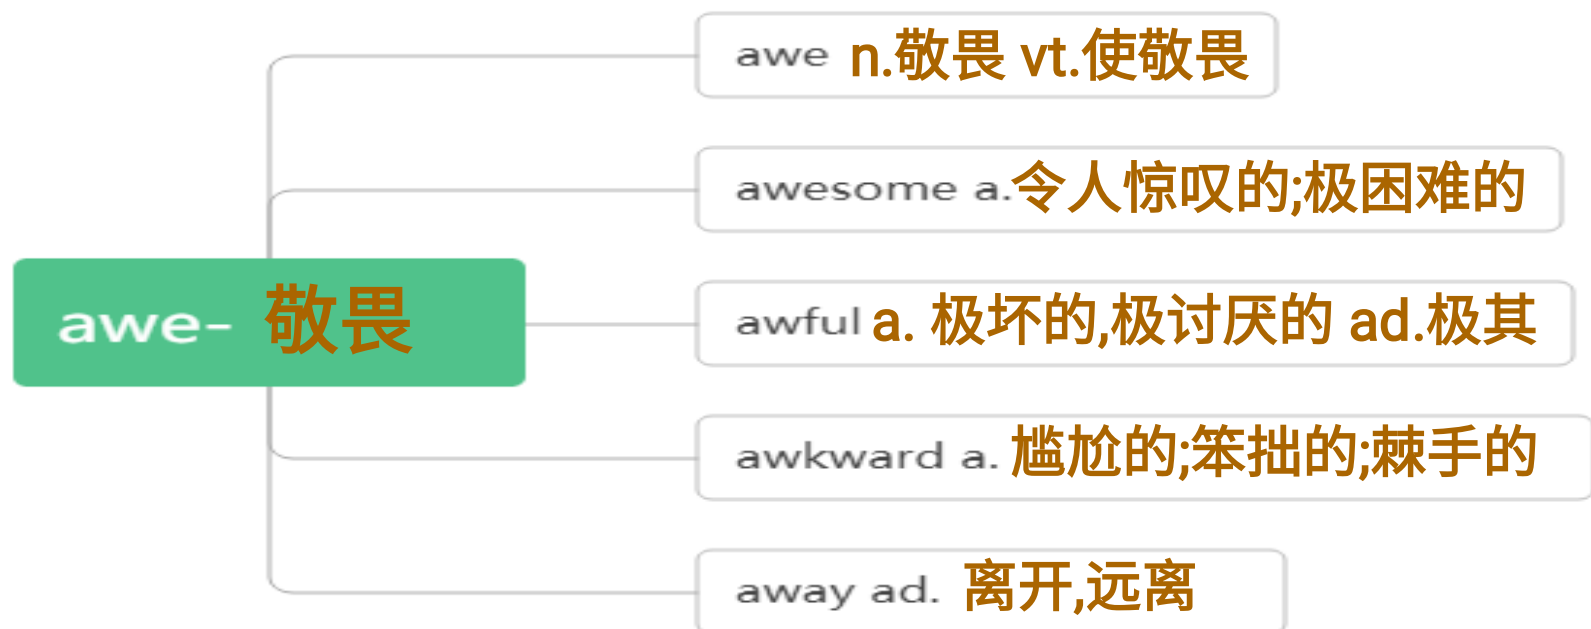 awe n.敬畏 vt.使敬畏
awesome a.令人惊叹的;极困难的
awe- 敬畏
awful a. 极坏的,极讨厌的 ad.极其
awkward a. 尴尬的;笨拙的;棘手的
away ad. 离开,远离